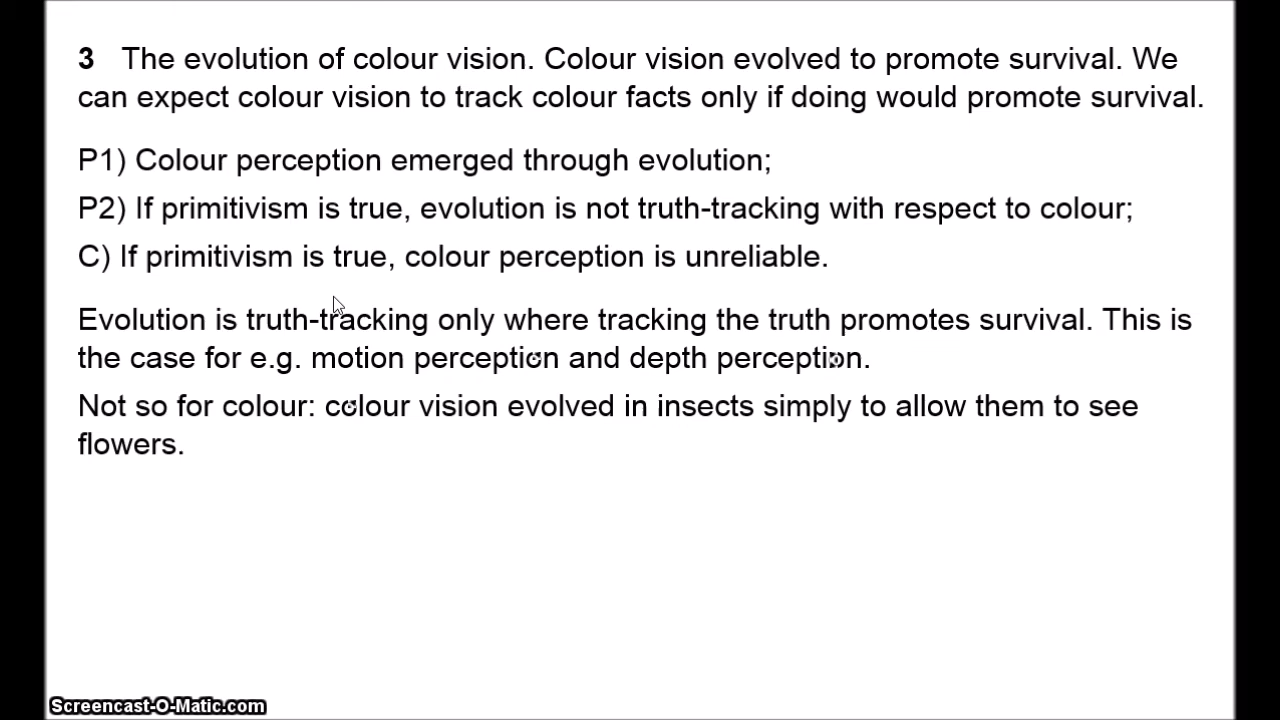 3 The evolution of colour vision. Colour vision evolved to promote survival. We
can expect colour vision to track colour facts only if doing would promote survival.
P1) Colour perception emerged through evolution;
P2) If primitivism is true, evolution is not truth-tracking with respect to colour;
C) If primitivism is true, colour perception is unreliable.
Evolution is truth-tracking only where tracking the truth promotes survival. This is
the case for e.g. motion perception and depth perception.
Not so for colour: colour vision evolved in insects simply to allow them to see
flowers.
Screencast-O-Matic.com